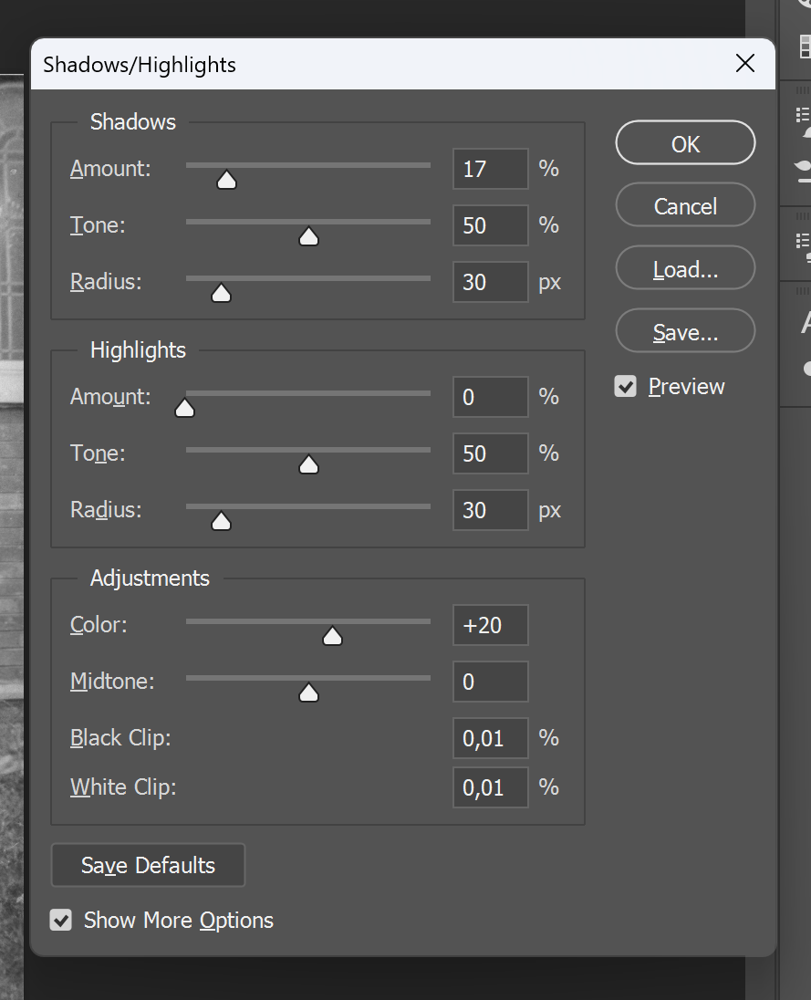 Shadows/Highlights
Shadows
Amount: 17 %
Tone: 50 %
Radius: 30 px
Highlights
Amount: 0 %
Tone: 50 %
Radius: 30 px
Adjustments
Color: +20
Midtone: 0
Black Clip: 0,01 %
White Clip: 0,01 %
Save Defaults
Show More Options
OK
Cancel
Load...
Save...
Preview